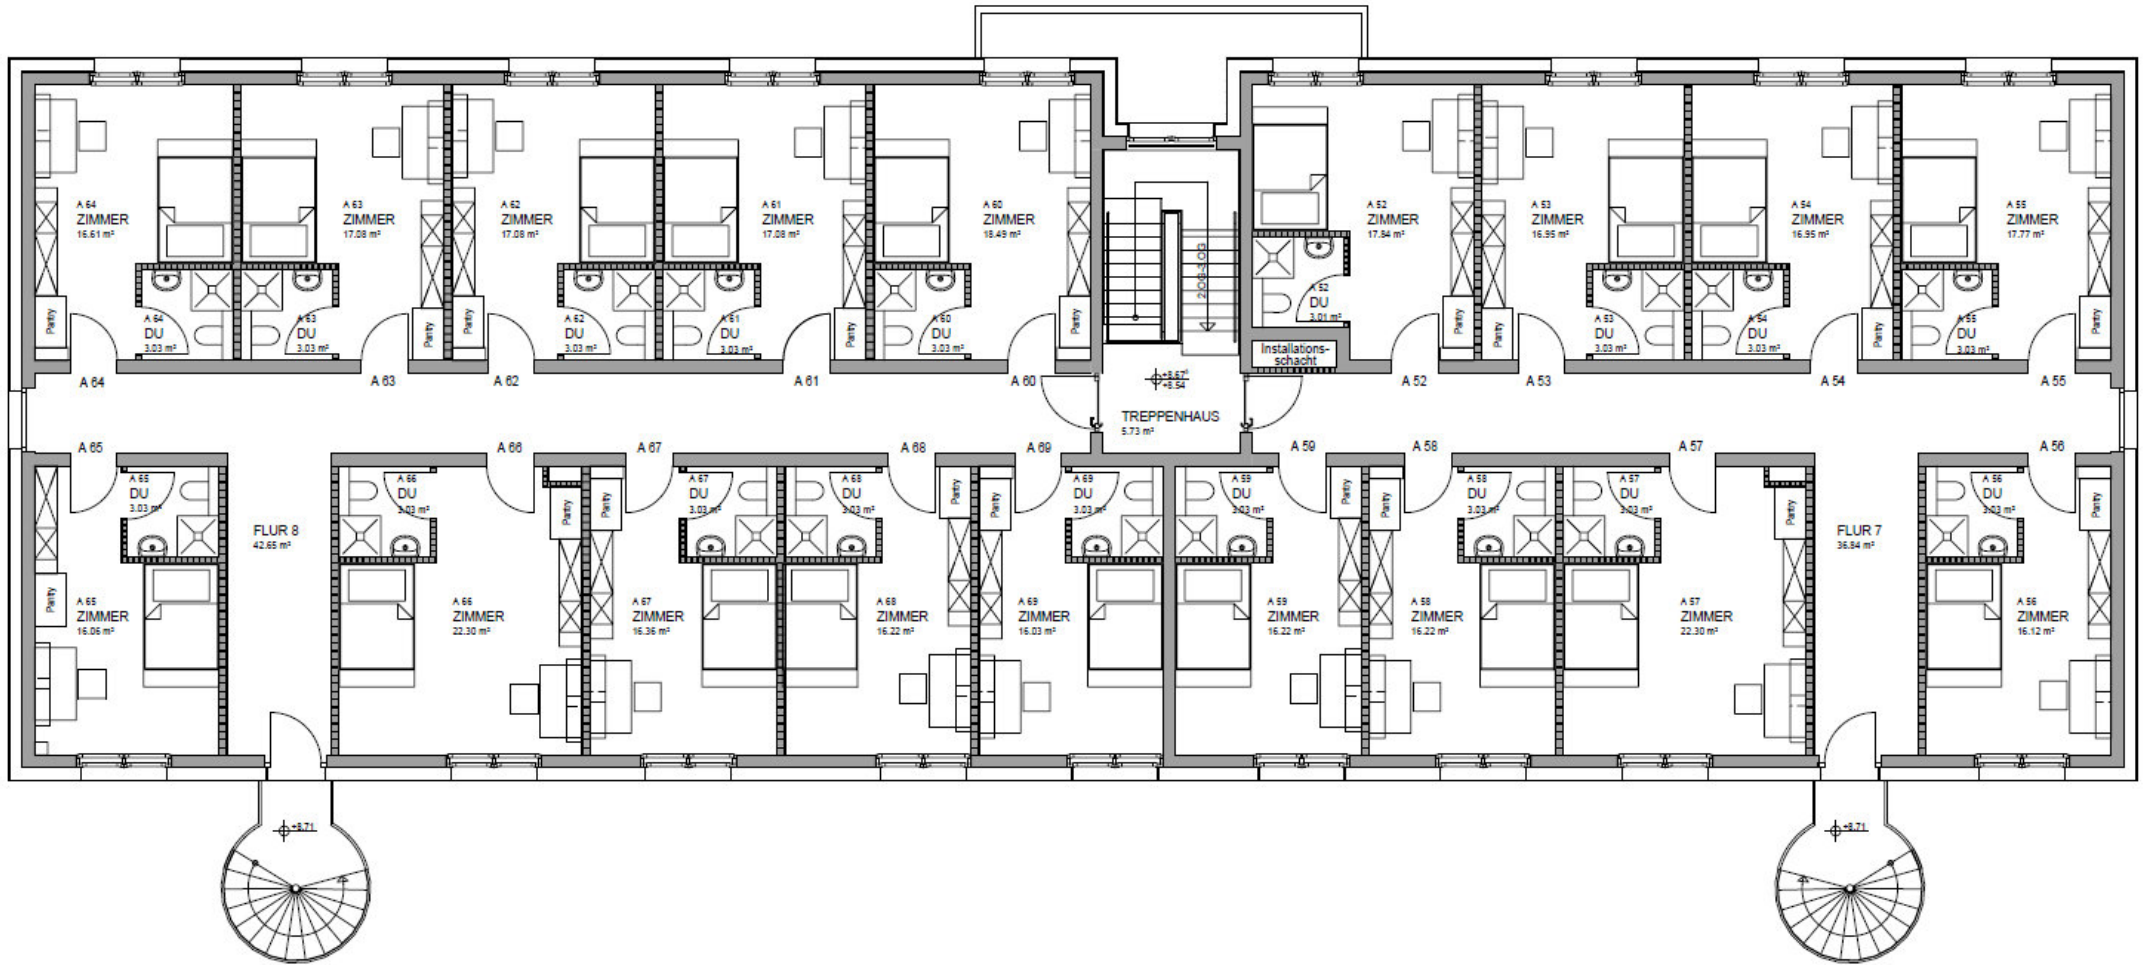 A 64
ZIMMER
16.61 m²
A 63
ZIMMER
17.08 m²
A 62
ZIMMER
17.08 m²
A 61
ZIMMER
17.08 m²
A 60
ZIMMER
18.49 m²
A 52
ZIMMER
17.84 m²
A 53
ZIMMER
16.95 m²
A 54
ZIMMER
16.95 m²
A 55
ZIMMER
17.77 m²
2.OG-3.OG
Pantry
A 64
DU
3.03 m²
A 63
DU
3.03 m²
Pantry
Pantry
A 62
DU
3.03 m²
A 61
DU
3.03 m²
Pantry
A 60
DU
3.03 m²
Pantry
A 52
DU
3.01 m²
Pantry
Pantry
A 53
DU
3.03 m²
A 54
DU
3.03 m²
Pantry
A 55
DU
3.03 m²
Pantry
Installations-
schacht
A 64
A 63
A 62
A 61
A 60
+8.67⁵
+8.54
A 52
A 53
A 54
A 55
TREPPENHAUS
5.73 m²
A 65
A 66
A 67
A 68
A 69
A 59
A 58
A 57
A 56
A 65
DU
3.03 m²
A 66
DU
3.03 m²
Pantry
Pantry
A 67
DU
3.03 m²
A 68
DU
3.03 m²
Pantry
Pantry
A 69
DU
3.03 m²
A 59
DU
3.03 m²
Pantry
Pantry
A 58
DU
3.03 m²
A 57
DU
3.03 m²
Pantry
A 56
DU
3.03 m²
Pantry
FLUR 8
42.65 m²
FLUR 7
36.84 m²
Pantry
A 65
ZIMMER
16.06 m²
A 66
ZIMMER
22.30 m²
A 67
ZIMMER
16.36 m²
A 68
ZIMMER
16.22 m²
A 69
ZIMMER
16.03 m²
A 59
ZIMMER
16.22 m²
A 58
ZIMMER
16.22 m²
A 57
ZIMMER
22.30 m²
A 56
ZIMMER
16.12 m²
+8.71
+8.71